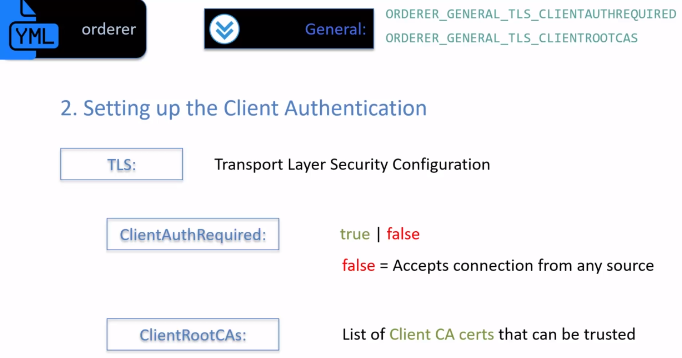 YML
orderer
General:
ORDERER_GENERAL_TLS_CLIENTAUTHREQUIRED
ORDERER_GENERAL_TLS_CLIENTROOTCAS
2. Setting up the Client Authentication
TLS: Transport Layer Security Configuration
ClientAuthRequired: true | false
false = Accepts connection from any source
ClientRootCAs: List of Client CA certs that can be trusted